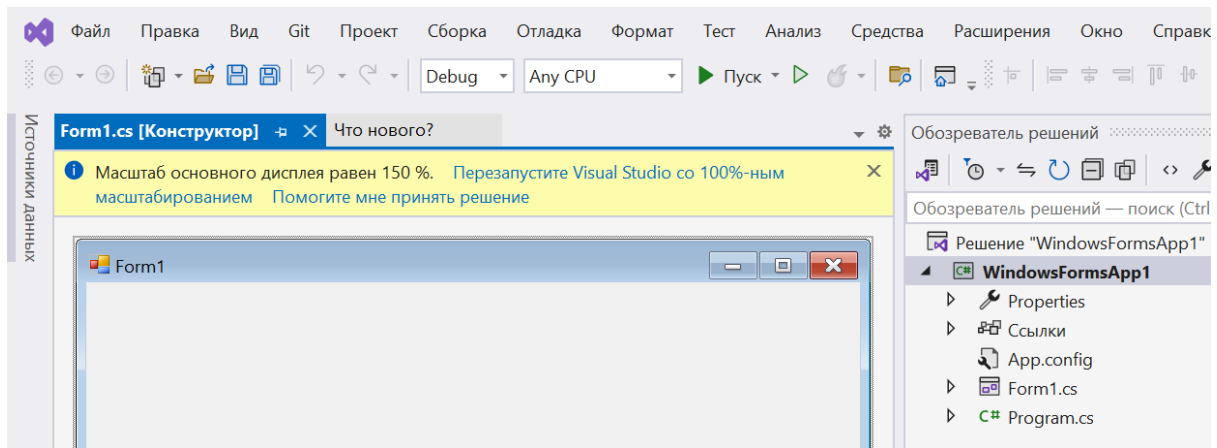 Файл Правка Вид Git Проект Сборка Отладка Формат Тест Анализ Средства Расширения Окно Справк
Debug Any CPU Пуск
Источники данных
Form1.cs [Конструктор] Что нового?
Масштаб основного дисплея равен 150 %. Перезапустите Visual Studio со 100%-ным
масштабированием Помогите мне принять решение
Form1
Обозреватель решений
Обозреватель решений — поиск (Ctrl
Решение "WindowsFormsApp1"
C# WindowsFormsApp1
Properties
Ссылки
App.config
Form1.cs
C# Program.cs